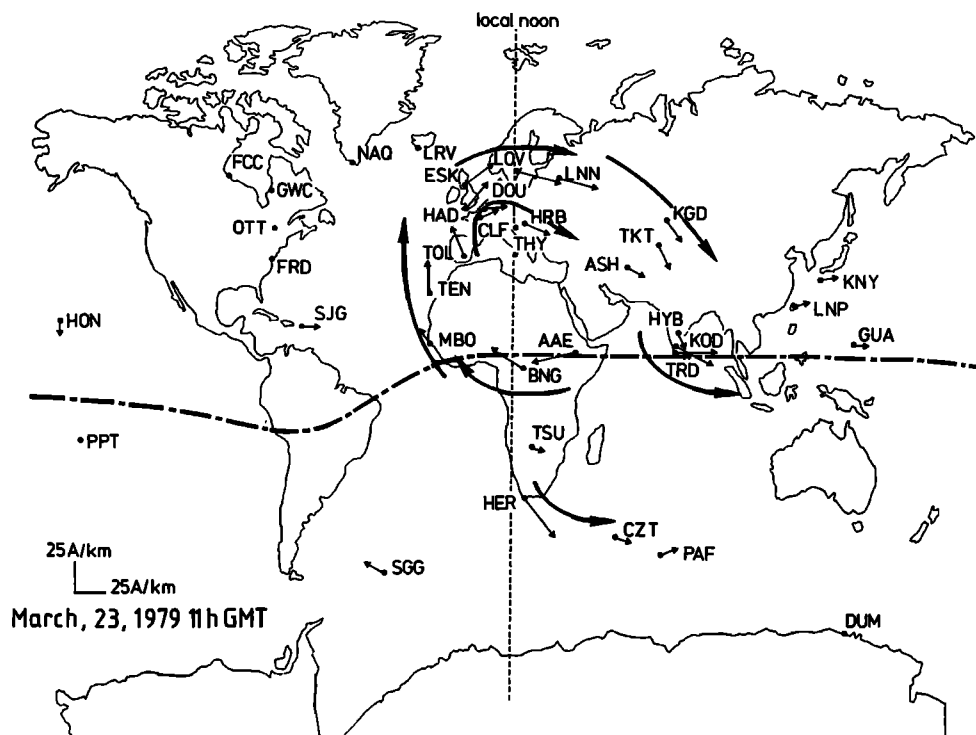 local noon
NAQ
LRV
LOV
FCC
ESK
LNN
GWC
DOU
HAD
HRB
KGD
OTT
CLF
TKT
TOL
THY
FRD
ASH
TEN
KNY
SJG
LNP
HON
HYB
MBO
AAE
KOD
GUA
BNG
TRD
PPT
TSU
HER
CZT
25A/km
PAF
SGG
25A/km
March, 23, 1979 11h GMT
DUM